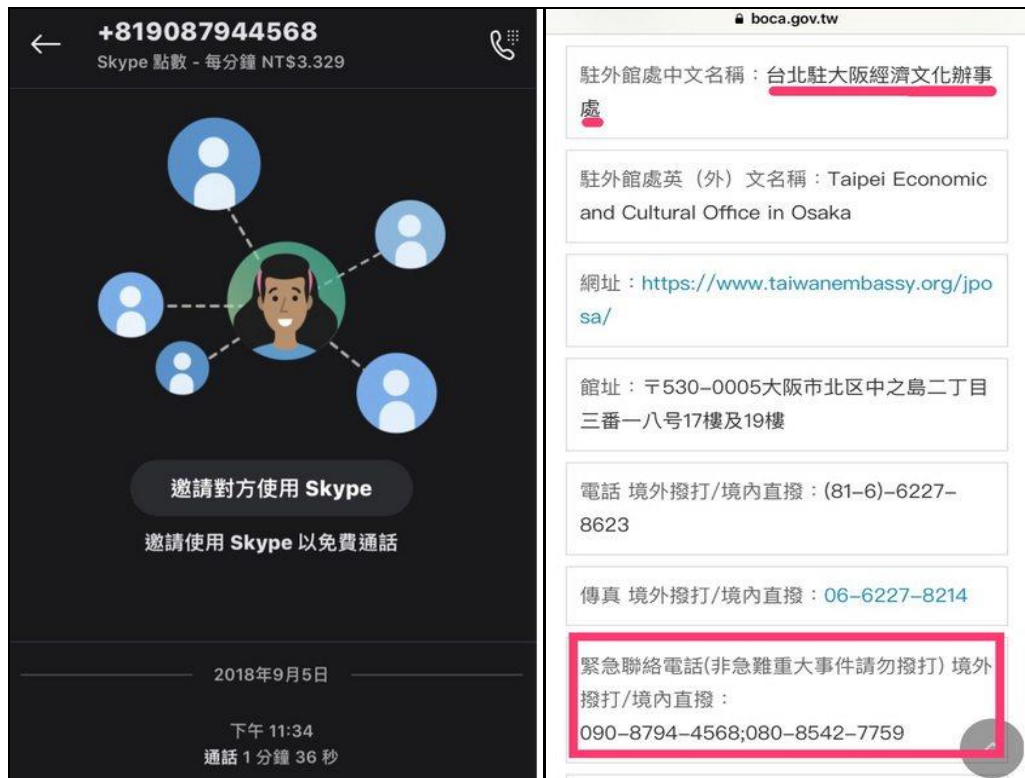 +819087944568
Skype 點數 - 每分鐘 NT$3.329
邀請對方使用 Skype
邀請使用 Skype 以免費通話
2018年9月5日
下午 11:34
通話 1 分鐘 36 秒
boca.gov.tw
駐外館處中文名稱：台北駐大阪經濟文化辦事
處
駐外館處英（外）文名稱：Taipei Economic
and Cultural Office in Osaka
網址：https://www.taiwanembassy.org/jpo
sa/
館址：〒530-0005大阪市北区中之島二丁目
三番一八号17樓及19樓
電話 境外撥打/境內直撥：(81-6)-6227-
8623
傳真 境外撥打/境內直撥：06-6227-8214
緊急聯絡電話(非急難重大事件請勿撥打) 境外
撥打/境內直撥：
090-8794-4568;080-8542-7759